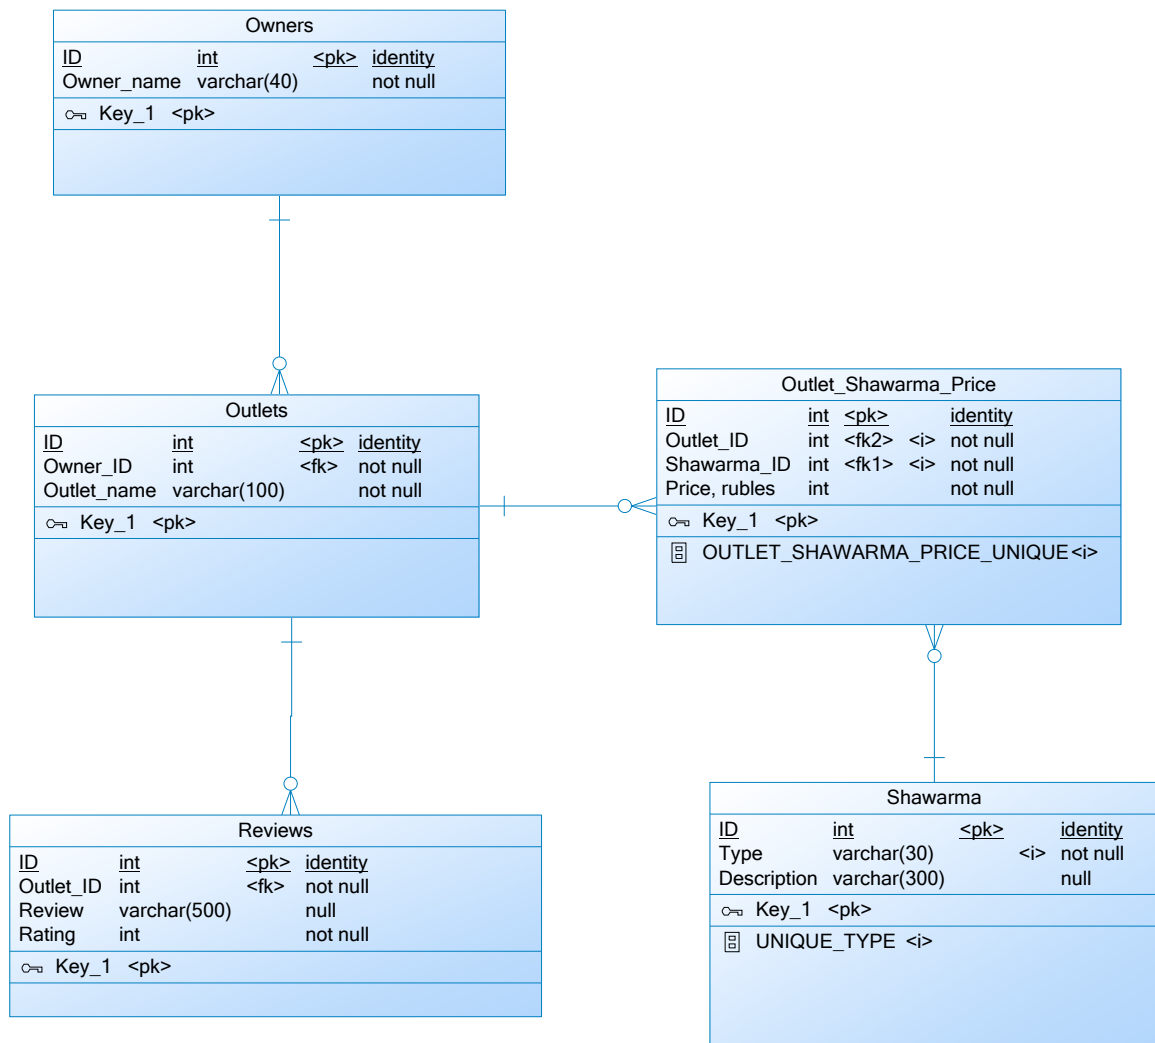 Owners
ID int <pk> identity
Owner_name varchar(40) not null
Key_1 <pk>
Outlets
ID int <pk> identity
Owner_ID int <fk> not null
Outlet_name varchar(100) not null
Key_1 <pk>
Outlet_Shawarma_Price
ID int <pk> identity
Outlet_ID int <fk2> <i> not null
Shawarma_ID int <fk1> <i> not null
Price, rubles int not null
Key_1 <pk>
OUTLET_SHAWARMA_PRICE_UNIQUE <i>
Reviews
ID int <pk> identity
Outlet_ID int <fk> not null
Review varchar(500) null
Rating int not null
Key_1 <pk>
Shawarma
ID int <pk> identity
Type varchar(30) <i> not null
Description varchar(300) null
Key_1 <pk>
UNIQUE_TYPE <i>